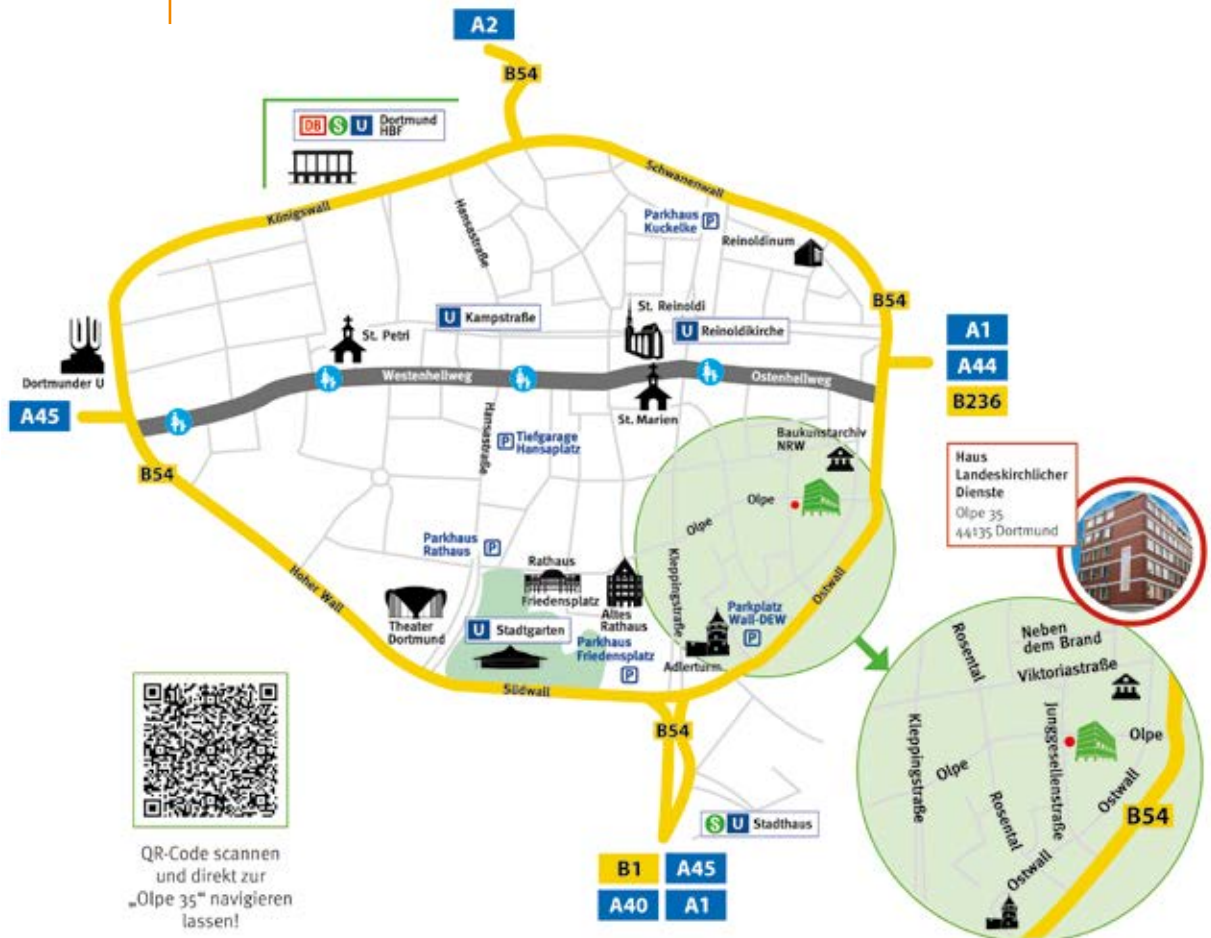 A2
B54
DB S U Dortmund
HBF
Königswall
Schwanenwall
Hansastraße
Parkhaus
Kuckelke P
Reinoldinum
B54
St. Reinoldi
U Kampstraße
U Reinoldikirche
St. Petri
A1
A44
B236
Dortmunder U
A45
Westenhellweg
Ostenhellweg
St. Marien
B54
Hansastraße
P Tiefgarage
Hansaplatz
Baukunstarchiv
NRW
Olpe
Olpe
Haus
Landeskirchlicher
Dienste
Olpe 35
44135 Dortmund
Parkhaus
Rathaus P
Kleppingstraße
Ostwall
Hoher Wall
Rathaus
Friedensplatz
Theater
Dortmund
Altes
Rathaus
U Stadtgarten
Parkhaus
Friedensplatz
P
Parkplatz
Wall-DEW
P
Adlerturm
Südwall
B54
S U Stadthaus
B1 A45
A40 A1
Rosental
Neben
dem Brand
Viktoriastraße
Kleppingstraße
Junggesellenstraße
Olpe
Olpe
Rosental
Ostwall
Ostwall
B54
QR-Code scannen
und direkt zur
„Olpe 35“ navigieren
lassen!